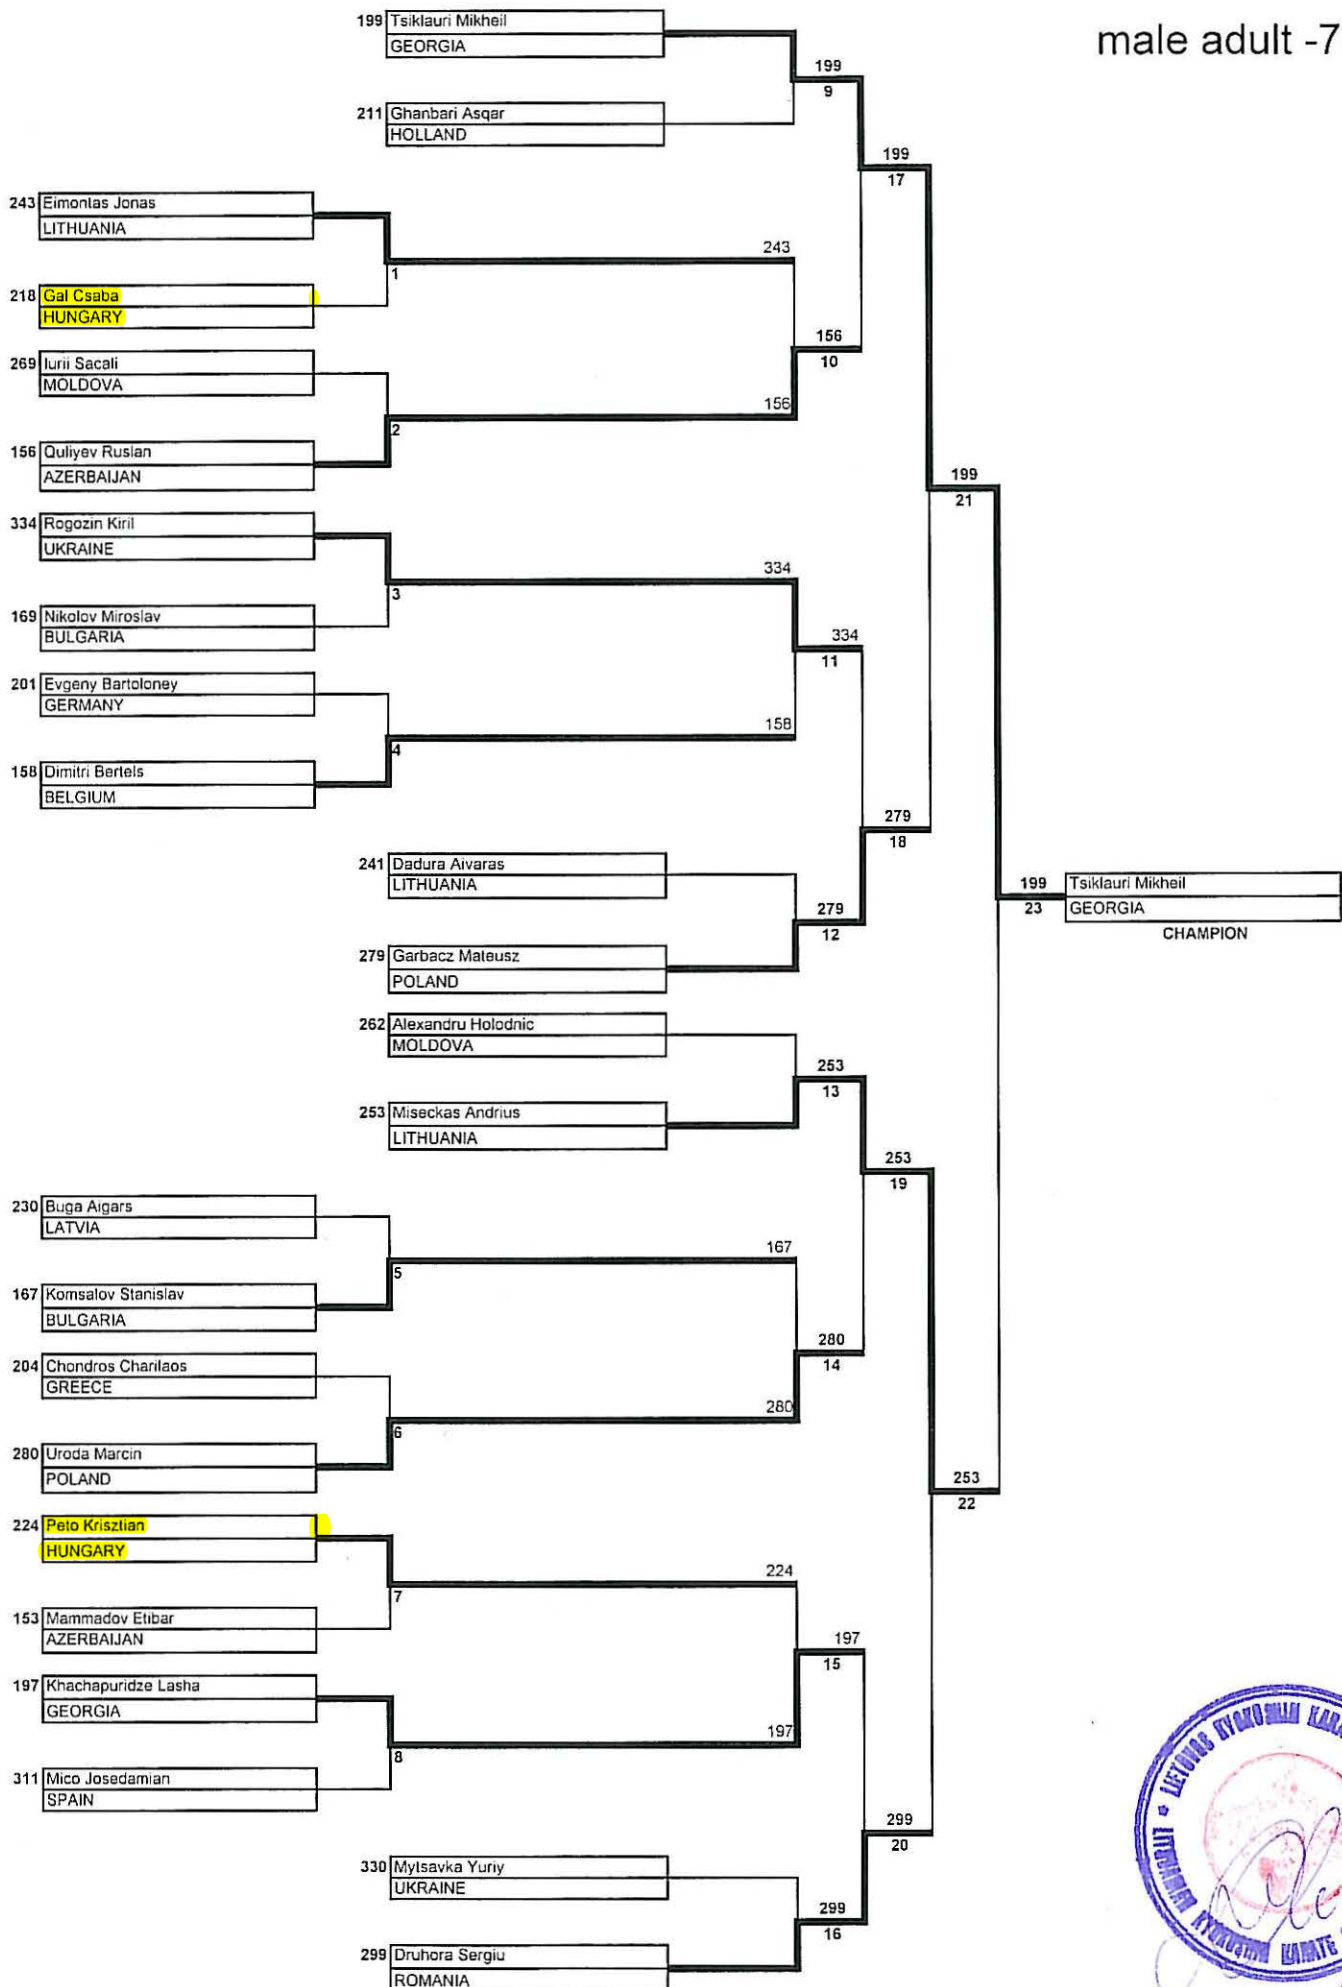 male adult -7
199 Tsiklauri Mikheil
GEORGIA
199
9
211 Ghanbari Asqar
HOLLAND
199
17
243 Eimontas Jonas
LITHUANIA
243
1
218 Gal Csaba
HUNGARY
156
10
269 Iurii Sacali
MOLDOVA
156
2
156 Quliyev Ruslan
AZERBAIJAN
199
21
334 Rogozin Kiril
UKRAINE
334
3
169 Nikolov Miroslav
BULGARIA
334
11
201 Evgeny Bartoloney
GERMANY
158
4
158 Dimitri Bertels
BELGIUM
279
18
241 Dadura Aivaras
LITHUANIA
199 Tsiklauri Mikheil
23 GEORGIA
CHAMPION
279
12
279 Garbacz Mateusz
POLAND
262 Alexandru Holodnic
MOLDOVA
253
13
253 Miseckas Andrius
LITHUANIA
253
19
230 Buga Aigars
LATVIA
167
5
167 Komsalov Stanislav
BULGARIA
280
14
204 Chondros Charilaos
GREECE
280
6
280 Uroda Marcin
POLAND
253
22
224 Peto Krisztian
HUNGARY
224
7
153 Mammadov Etibar
AZERBAIJAN
197
15
197 Khachapuridze Lasha
GEORGIA
197
8
311 Mico Josedamian
SPAIN
299
20
330 Mytsavka Yuriy
UKRAINE
299
16
299 Druhora Sergiu
ROMANIA
LIETUVOS KYOKUSHIN